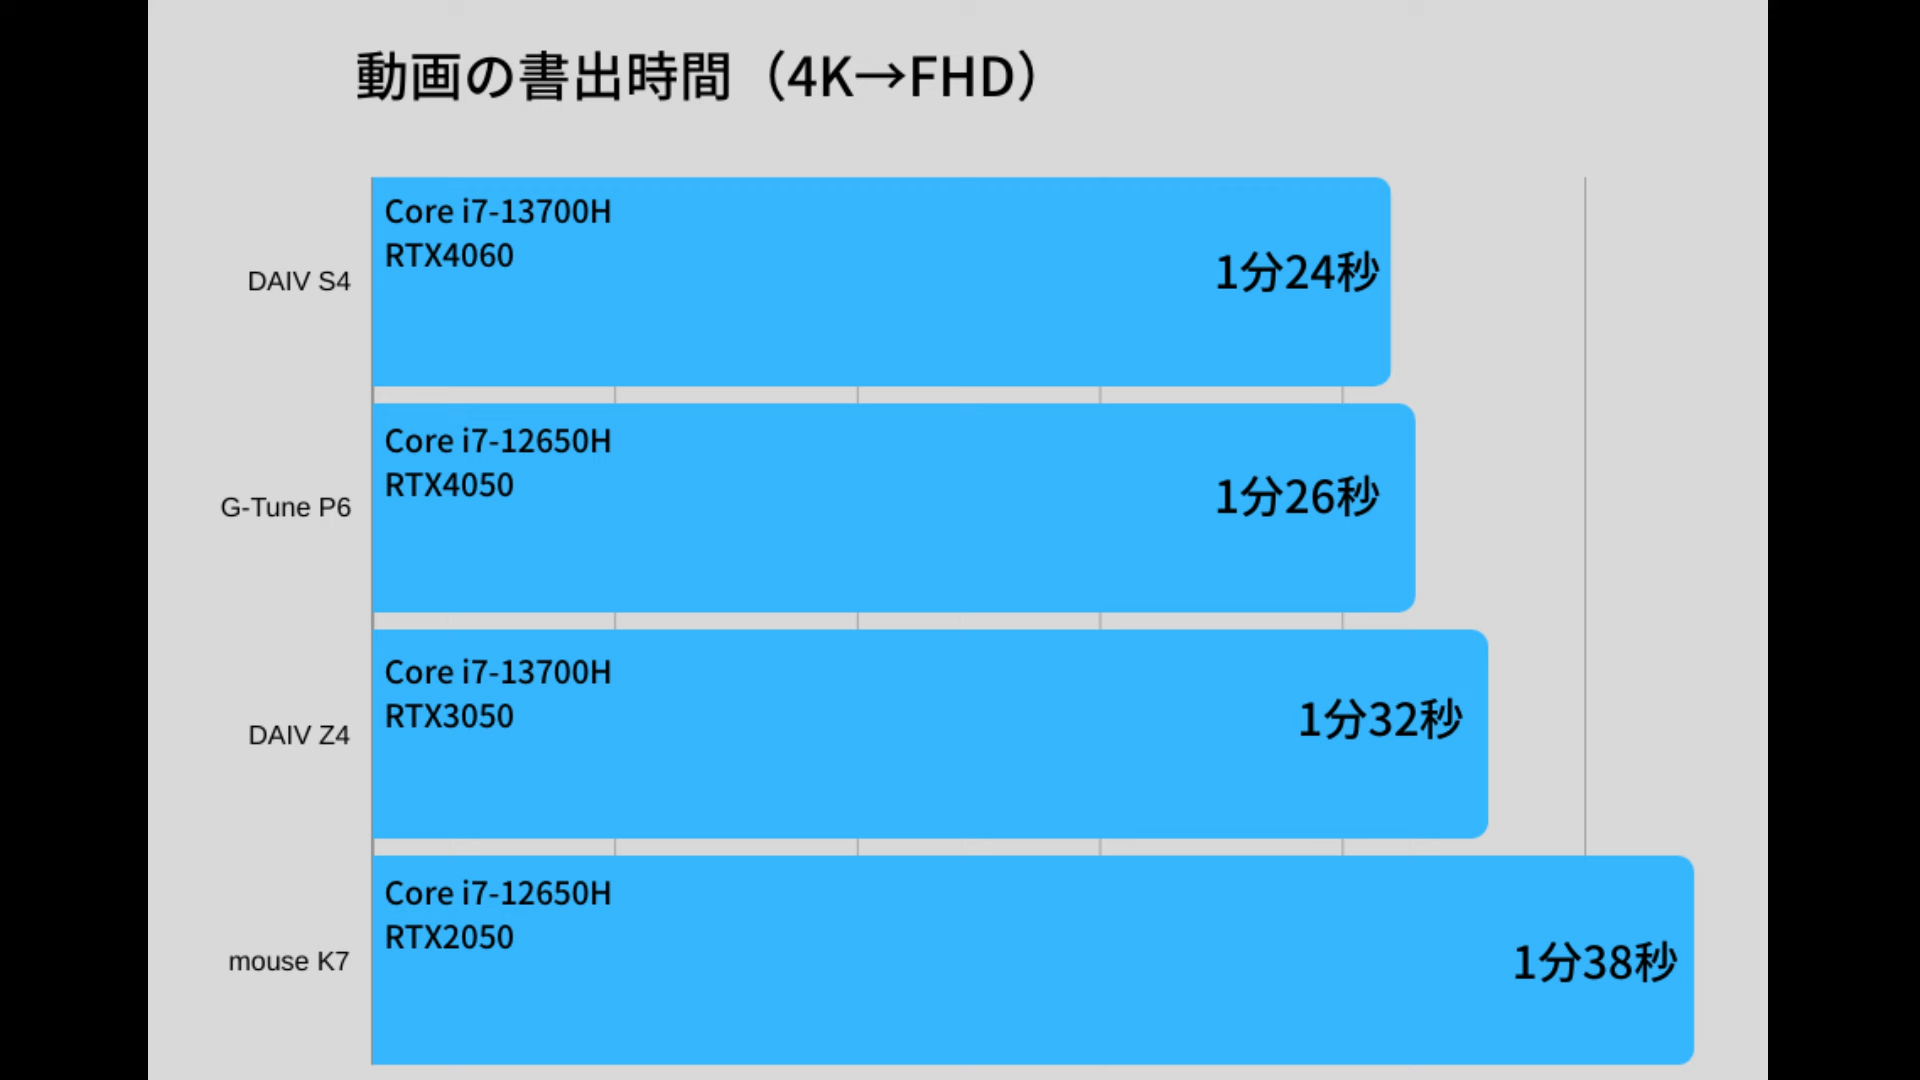 動画の書出時間（4K→FHD）
DAIV S4
Core i7-13700H
RTX4060
1分24秒
G-Tune P6
Core i7-12650H
RTX4050
1分26秒
DAIV Z4
Core i7-13700H
RTX3050
1分32秒
mouse K7
Core i7-12650H
RTX2050
1分38秒